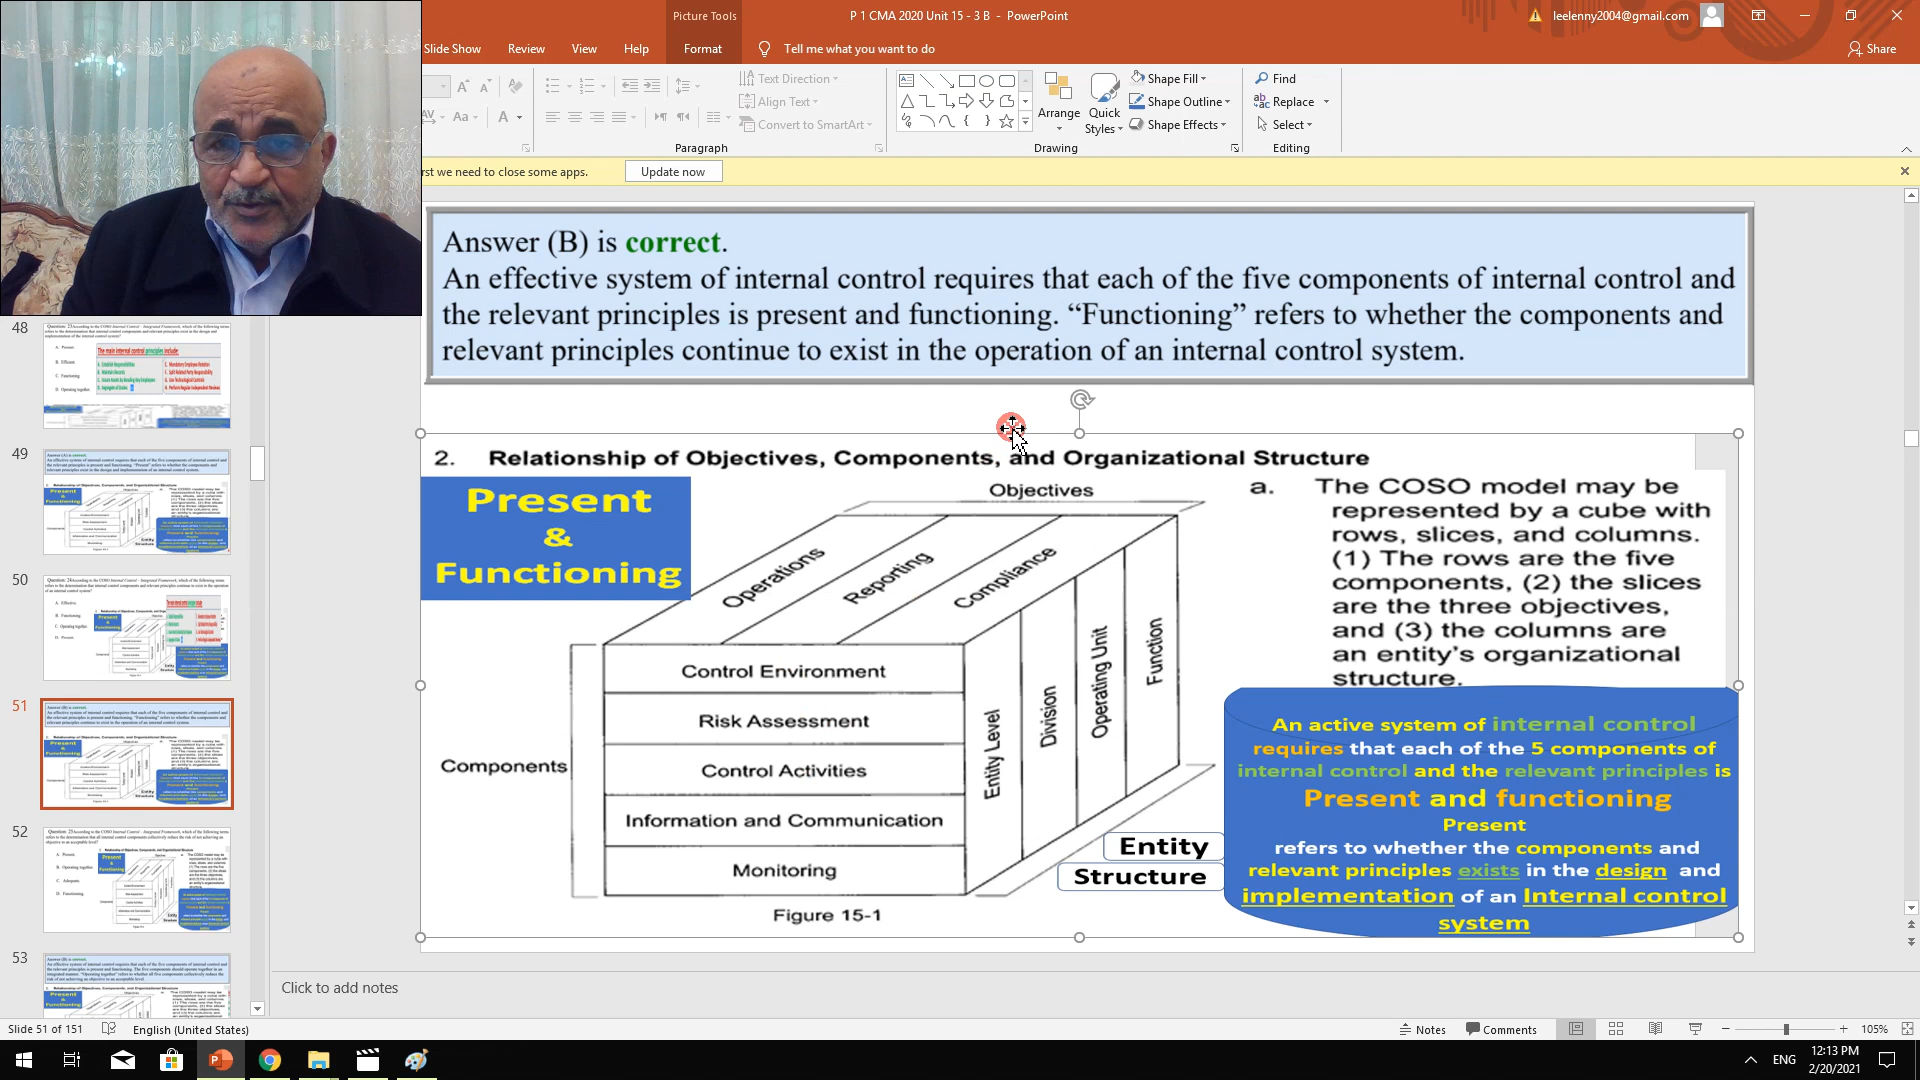 Picture Tools
P 1 CMA 2020 Unit 15 - 3 B - PowerPoint
leelenny2004@gmail.com
Slide Show
Review
View
Help
Format
Tell me what you want to do
Share
Text Direction
Align Text
Convert to SmartArt
Paragraph
Arrange
Quick
Styles
Shape Fill
Shape Outline
Shape Effects
Drawing
Find
Replace
Select
Editing
rst we need to close some apps.
Update now
48
49
50
51
52
53
Answer (B) is correct.
An effective system of internal control requires that each of the five components of internal control and
the relevant principles is present and functioning. “Functioning” refers to whether the components and
relevant principles continue to exist in the operation of an internal control system.
2. Relationship of Objectives, Components, and Organizational Structure
Present
&
Functioning
Objectives
Operations
Reporting
Compliance
Components
Control Environment
Risk Assessment
Control Activities
Information and Communication
Monitoring
Entity Level
Division
Operating Unit
Function
Entity
Structure
Figure 15-1
a. The COSO model may be
represented by a cube with
rows, slices, and columns.
(1) The rows are the five
components, (2) the slices
are the three objectives,
and (3) the columns are
an entity's organizational
structure.
An active system of internal control
requires that each of the 5 components of
internal control and the relevant principles is
Present and functioning
Present
refers to whether the components and
relevant principles exists in the design and
implementation of an Internal control
system
Click to add notes
Slide 51 of 151
English (United States)
Notes
Comments
105%
ENG
12:13 PM
2/20/2021